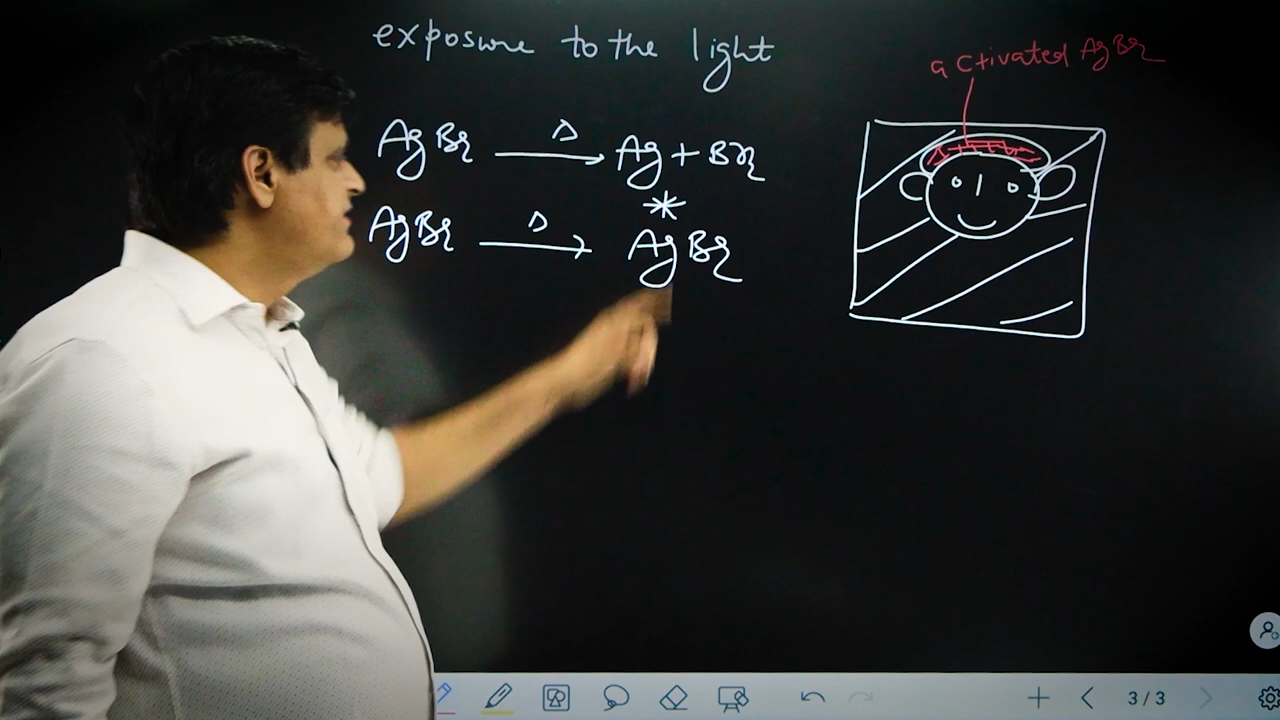 exposure to the light
AgBr —Δ→ Ag + Br
AgBr —Δ→ *AgBr
activated AgBr
3/3